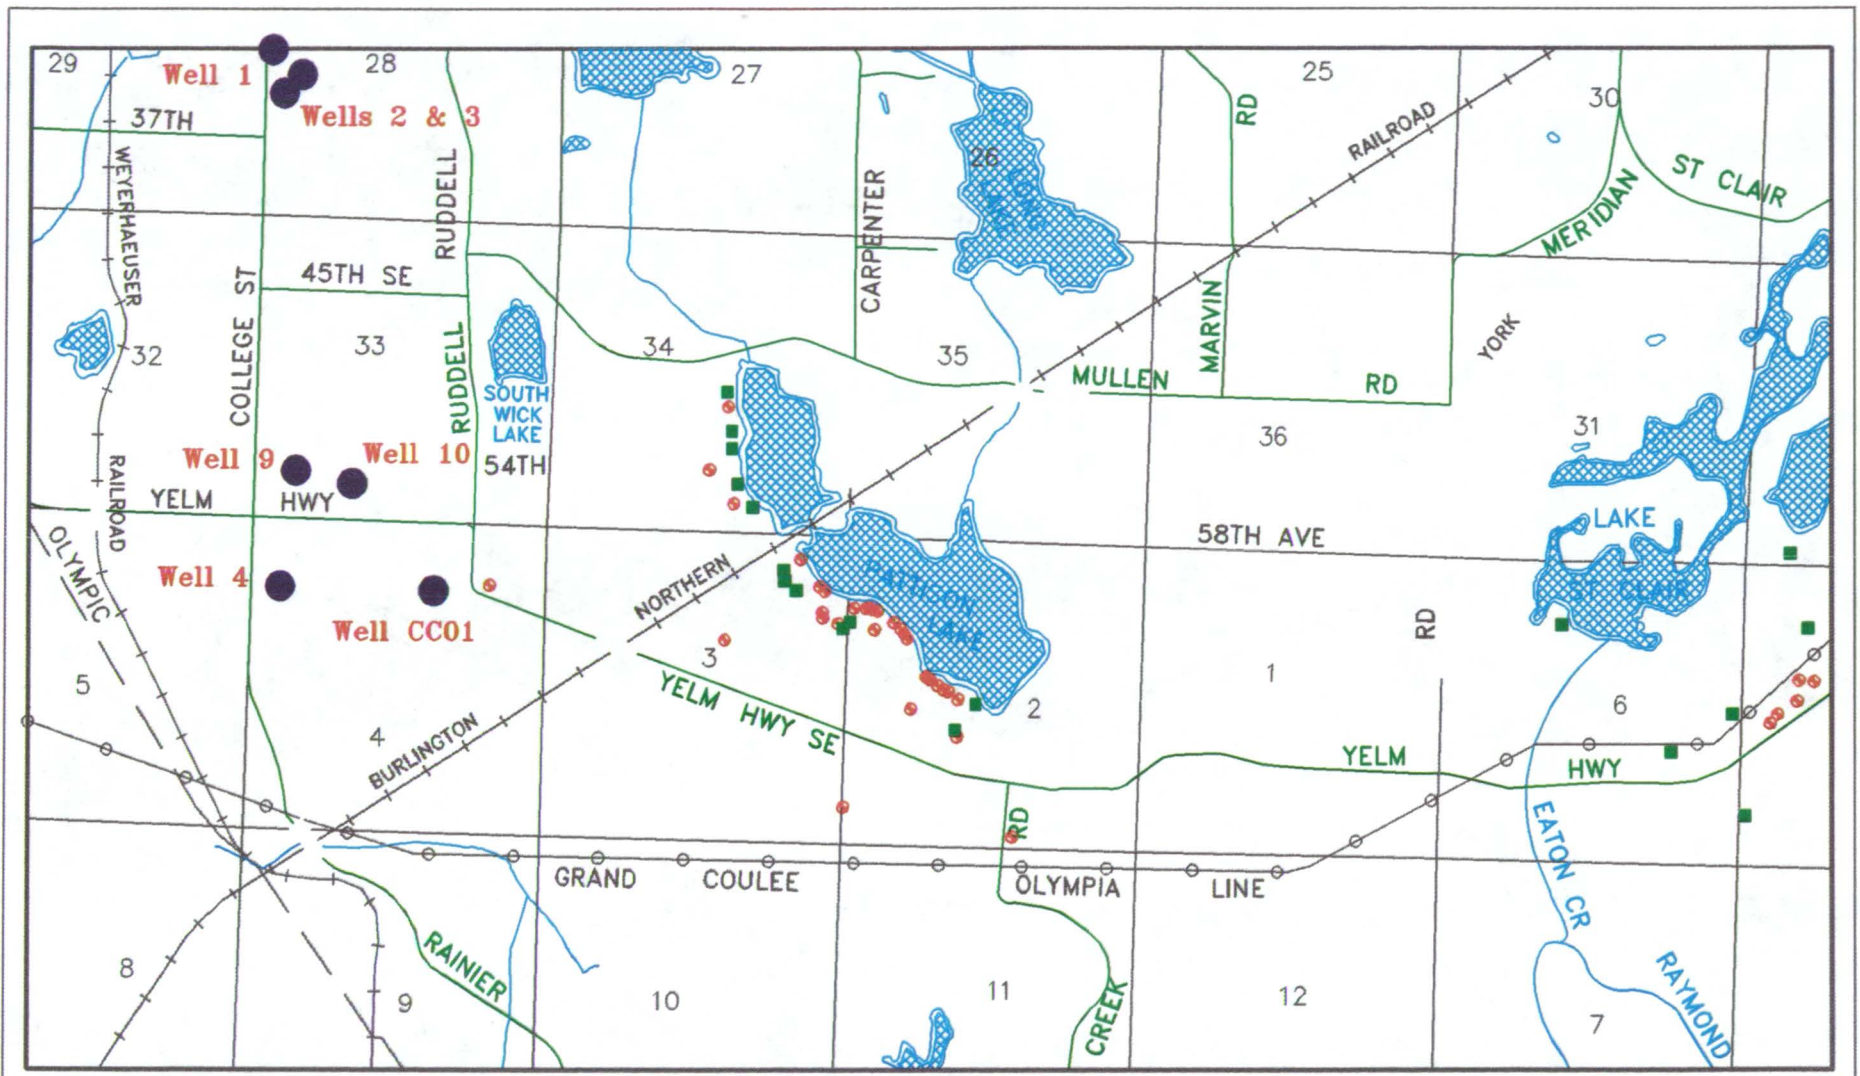 29
Well 1
28
27
25
30
37TH
Wells 2 & 3
RD
RAILROAD
WEYERHAEUSER
RUDDELL
CARPENTER
26
ST CLAIR
MERIDIAN
45TH SE
COLLEGE ST
32
33
RUDDELL
34
35
MARVIN
YORK
SOUTH
WICK
LAKE
MULLEN
RD
36
31
Well 9
Well 10
54TH
RAILROAD
YELM
HWY
58TH AVE
LAKE
ST CLAIR
OLYMPIC
Well 4
Well CC01
NORTHERN
PATTISON
LAKE
RD
5
3
2
1
6
YELM HWY SE
4
BURLINGTON
YELM
HWY
RD
EATON CR
GRAND
COULEE
OLYMPIA
LINE
8
9
RAINIER
10
11
CREEK
12
7
RAYMOND